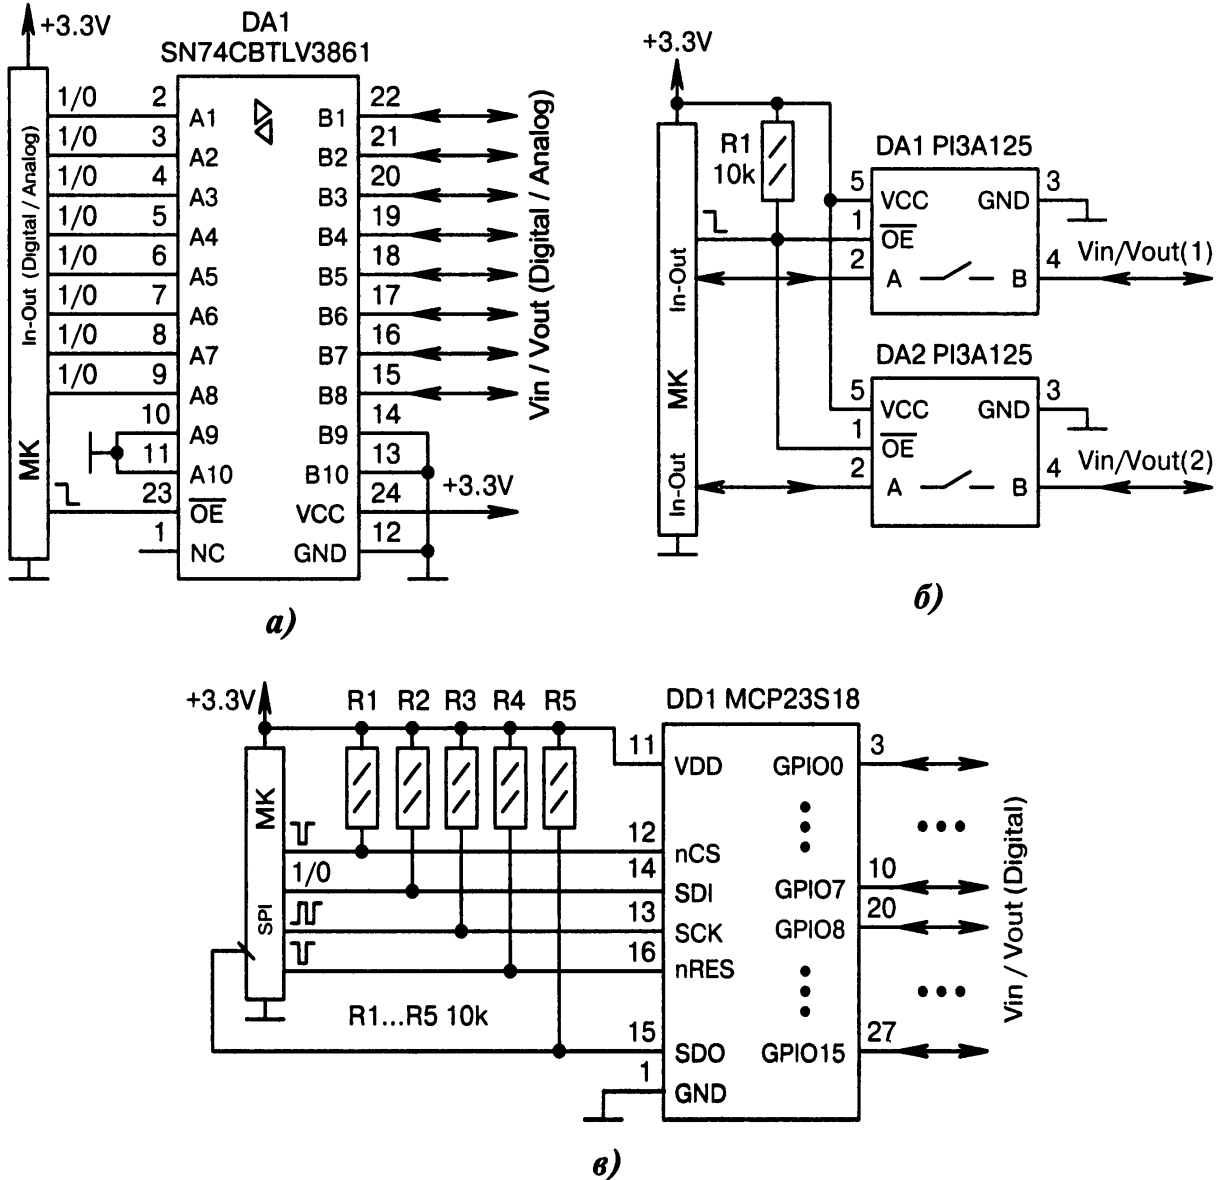 +3.3V
DA1
SN74CBTLV3861
In-Out (Digital / Analog)
MK
1/0 2 A1 B1 22
1/0 3 A2 B2 21
1/0 4 A3 B3 20
1/0 5 A4 B4 19
1/0 6 A5 B5 18
1/0 7 A6 B6 17
1/0 8 A7 B7 16
1/0 9 A8 B8 15
10 A9 B9 14
11 A10 B10 13
23 OE VCC 24 +3.3V
1 NC GND 12
Vin / Vout (Digital / Analog)
а)
+3.3V
R1
10k
In-Out
MK
In-Out
DA1 PI3A125
5 VCC GND 3
1 OE
2 A B 4 Vin/Vout(1)
DA2 PI3A125
5 VCC GND 3
1 OE
2 A B 4 Vin/Vout(2)
б)
+3.3V R1 R2 R3 R4 R5 DD1 MCP23S18
MK
SPI
11 VDD GPIO0 3
12 nCS
1/0 14 SDI GPIO7 10
13 SCK GPIO8 20
16 nRES
R1...R5 10k
15 SDO GPIO15 27
1 GND
Vin / Vout (Digital)
в)